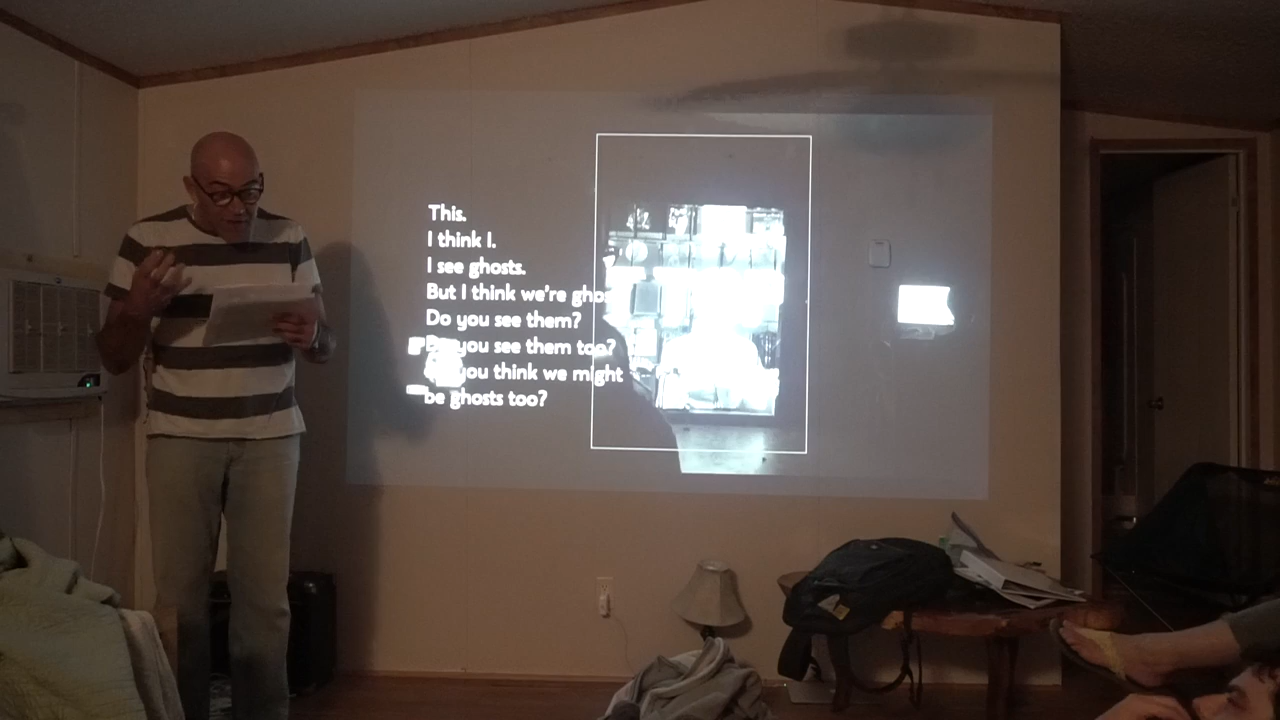 This.
I think I.
I see ghosts.
But I think we're
Do you see them?
you see them too?
you think we might
be ghosts too?